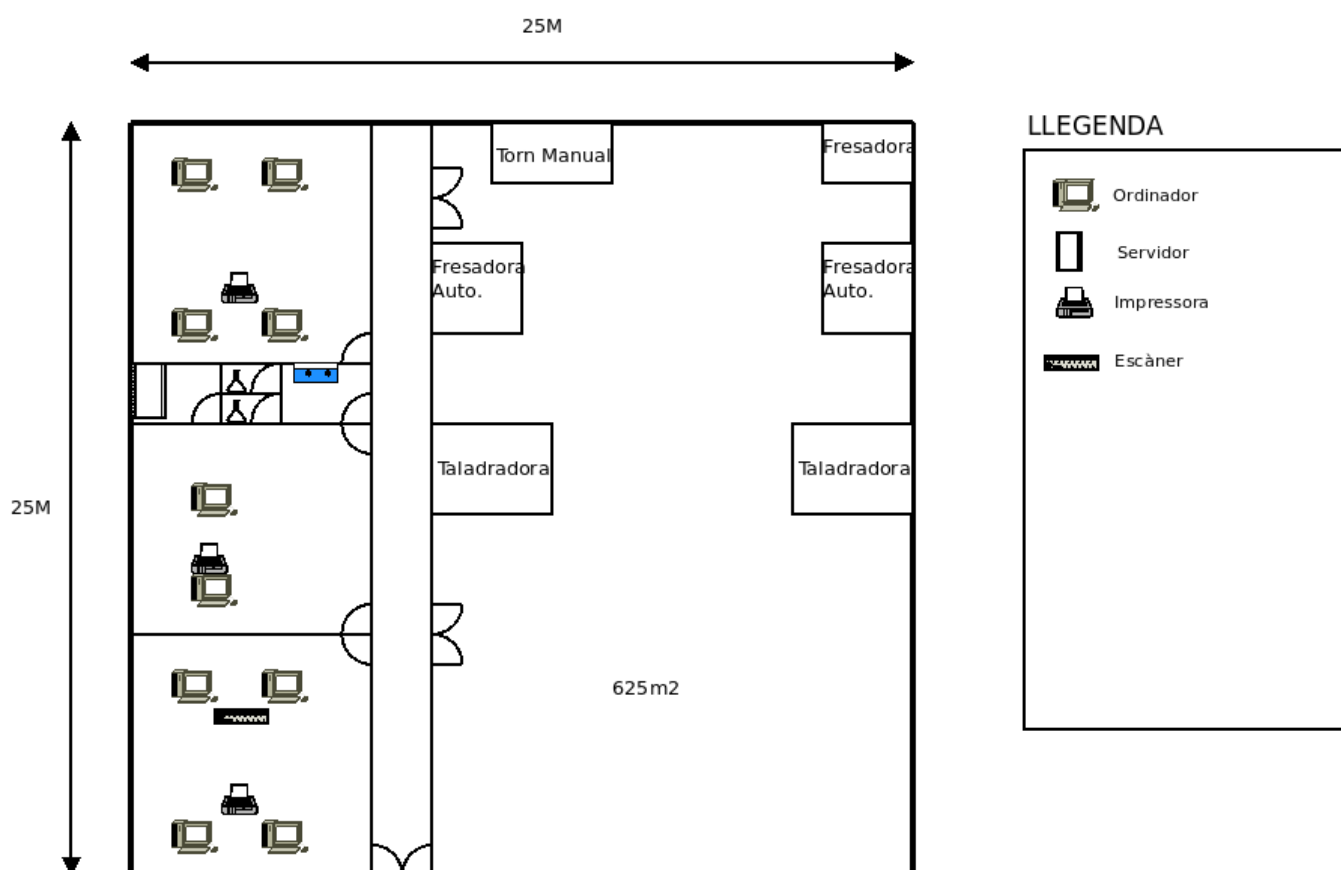 25M
LLEGENDA
Torn Manual
Fresadora
Ordinador
Servidor
Fresadora
Auto.
Fresadora
Auto.
Impressora
Escàner
Taladradora
Taladradora
25M
625m2